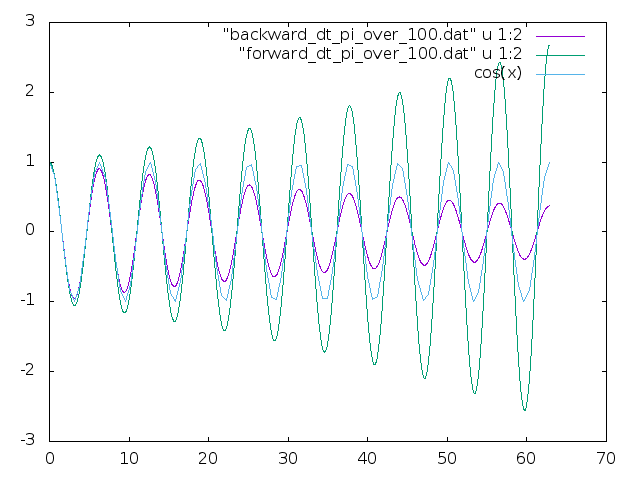 "backward_dt_pi_over_100.dat" u 1:2
"forward_dt_pi_over_100.dat" u 1:2
cos(x)
3
2
1
0
-1
-2
-3
0 10 20 30 40 50 60 70